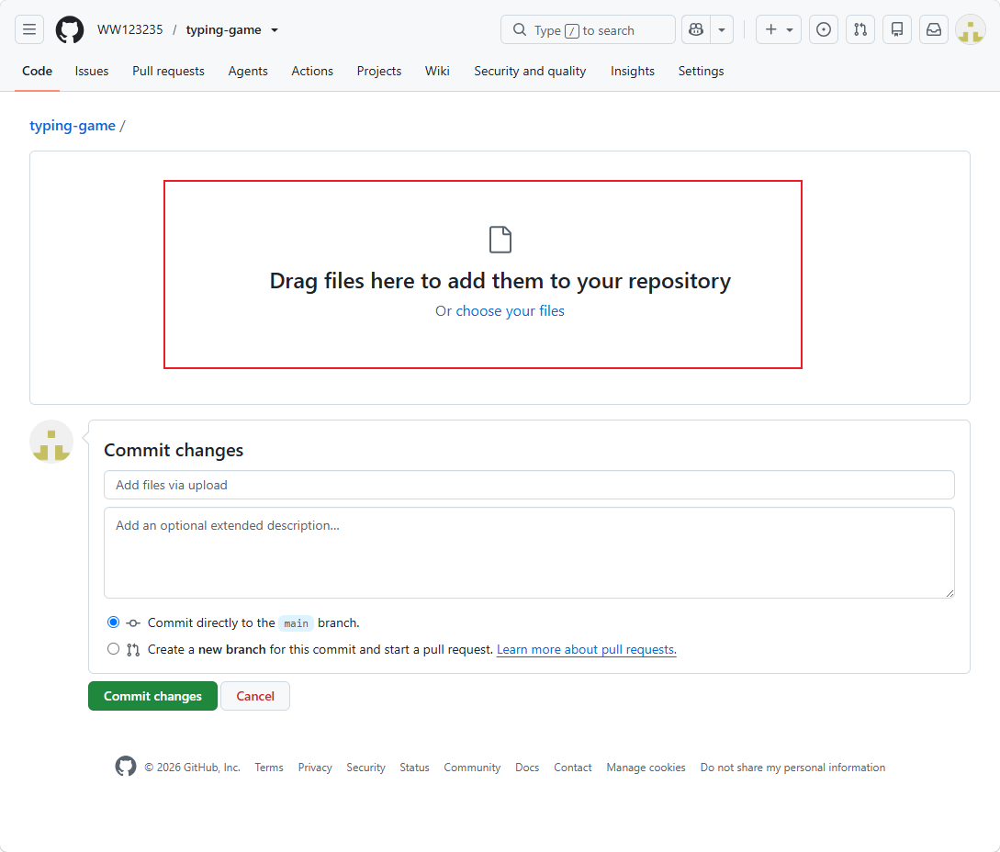 WW123235 / typing-game
Type / to search
Code Issues Pull requests Agents Actions Projects Wiki Security and quality Insights Settings
typing-game /
Drag files here to add them to your repository
Or choose your files
Commit changes
Add files via upload
Add an optional extended description...
Commit directly to the main branch.
Create a new branch for this commit and start a pull request. Learn more about pull requests.
Commit changes Cancel
© 2026 GitHub, Inc. Terms Privacy Security Status Community Docs Contact Manage cookies Do not share my personal information